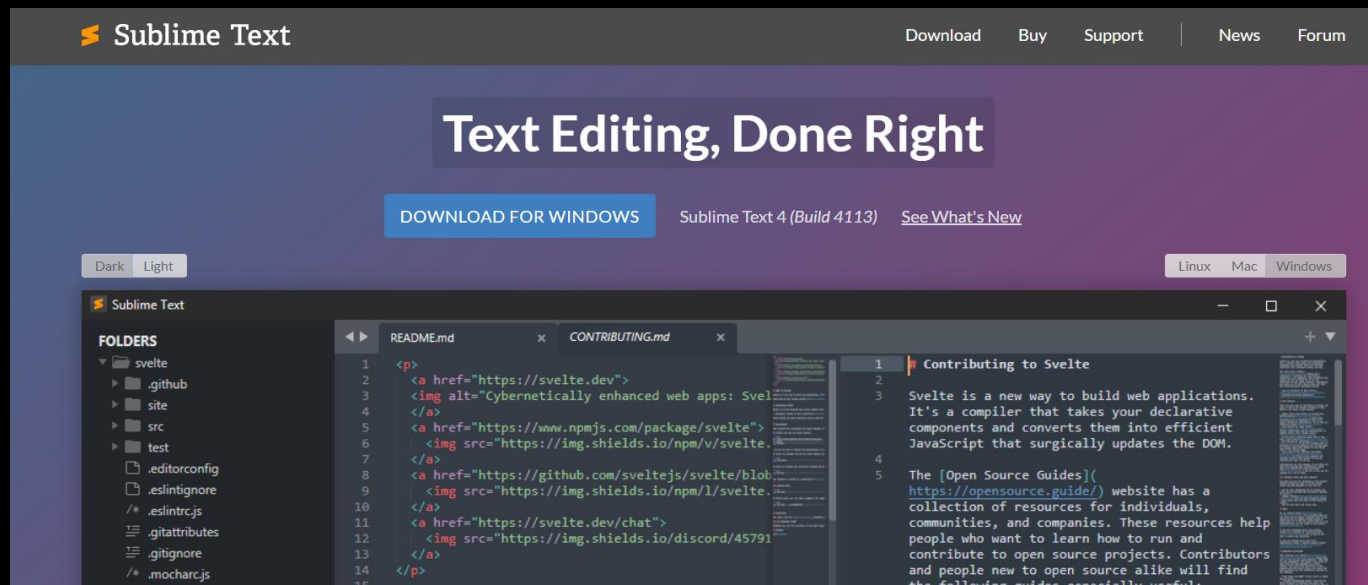 Sublime Text
Download Buy Support News Forum
Text Editing, Done Right
DOWNLOAD FOR WINDOWS Sublime Text 4 (Build 4113) See What's New
Dark Light
Linux Mac Windows
Sublime Text
FOLDERS
svelte
.github
site
src
test
.editorconfig
.eslintignore
.eslintrc.js
.gitattributes
.gitignore
.mocharc.js
README.md CONTRIBUTING.md
1 <p>
2 <a href="https://svelte.dev">
3 <img alt="Cybernetically enhanced web apps: Svel
4 </a>
5 <a href="https://www.npmjs.com/package/svelte">
6 <img src="https://img.shields.io/npm/v/svelte.
7 </a>
8 <a href="https://github.com/sveltejs/svelte/blob
9 <img src="https://img.shields.io/npm/l/svelte.
10 </a>
11 <a href="https://svelte.dev/chat">
12 <img src="https://img.shields.io/discord/45791
13 </a>
14 </p>
15
1 # Contributing to Svelte
2
3 Svelte is a new way to build web applications.
It's a compiler that takes your declarative
components and converts them into efficient
JavaScript that surgically updates the DOM.
4
5 The [Open Source Guides](
https://opensource.guide/) website has a
collection of resources for individuals,
communities, and companies. These resources help
people who want to learn how to run and
contribute to open source projects. Contributors
and people new to open source alike will find
the following guides especially useful: